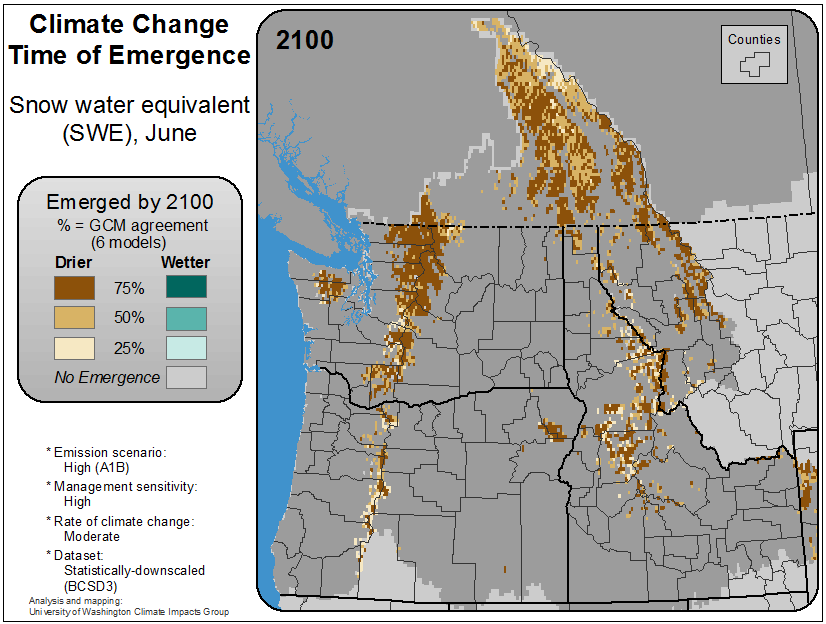 Climate Change
Time of Emergence
Snow water equivalent
(SWE), June
Emerged by 2100
% = GCM agreement
(6 models)
Drier Wetter
75%
50%
25%
No Emergence
* Emission scenario:
High (A1B)
* Management sensitivity:
High
* Rate of climate change:
Moderate
* Dataset:
Statistically-downscaled
(BCSD3)
Analysis and mapping:
University of Washington Climate Impacts Group
2100
Counties